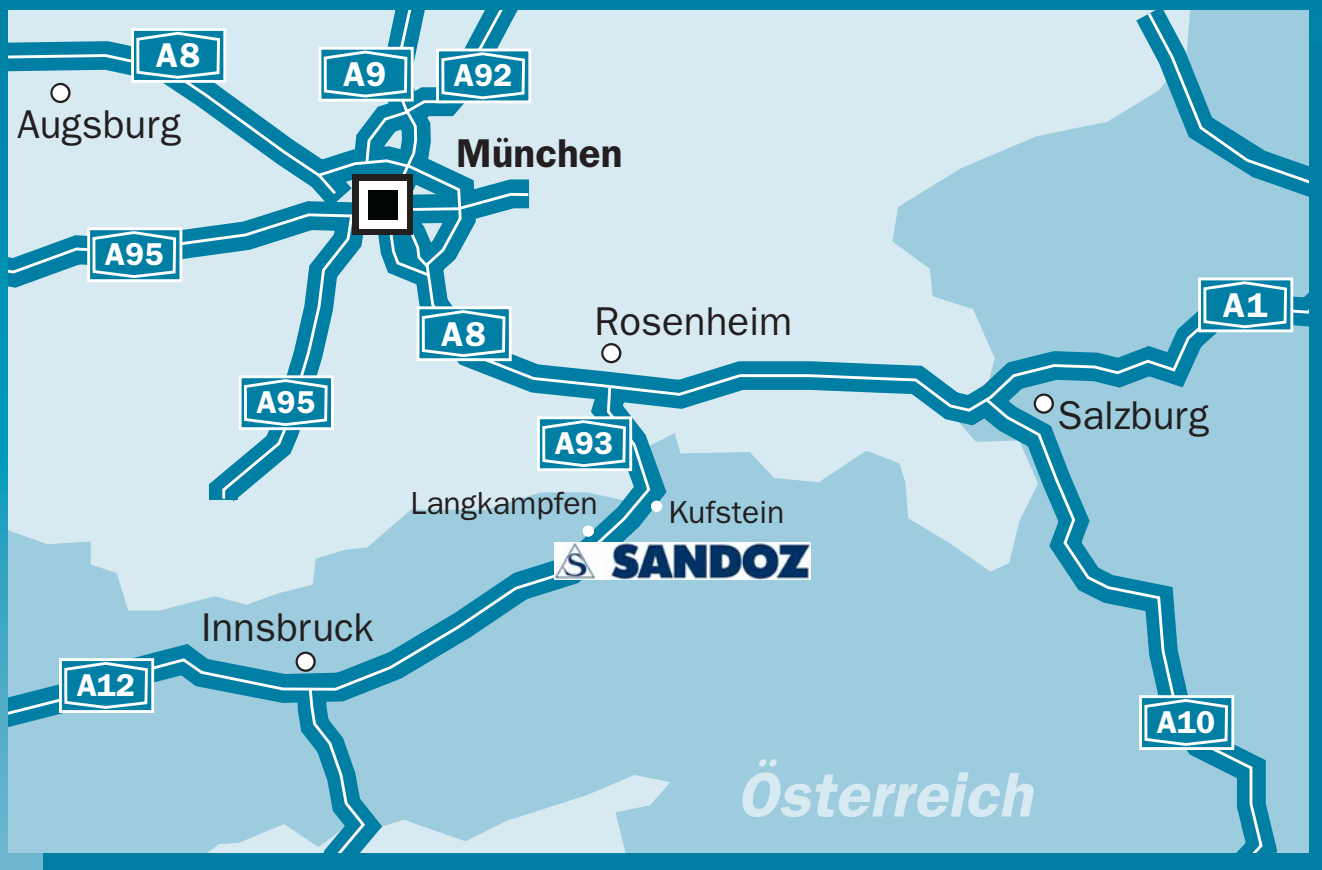 A8
A9
A92
Augsburg
München
A95
A1
Rosenheim
A8
A95
Salzburg
A93
Langkampfen
Kufstein
S SANDOZ
Innsbruck
A12
A10
Österreich